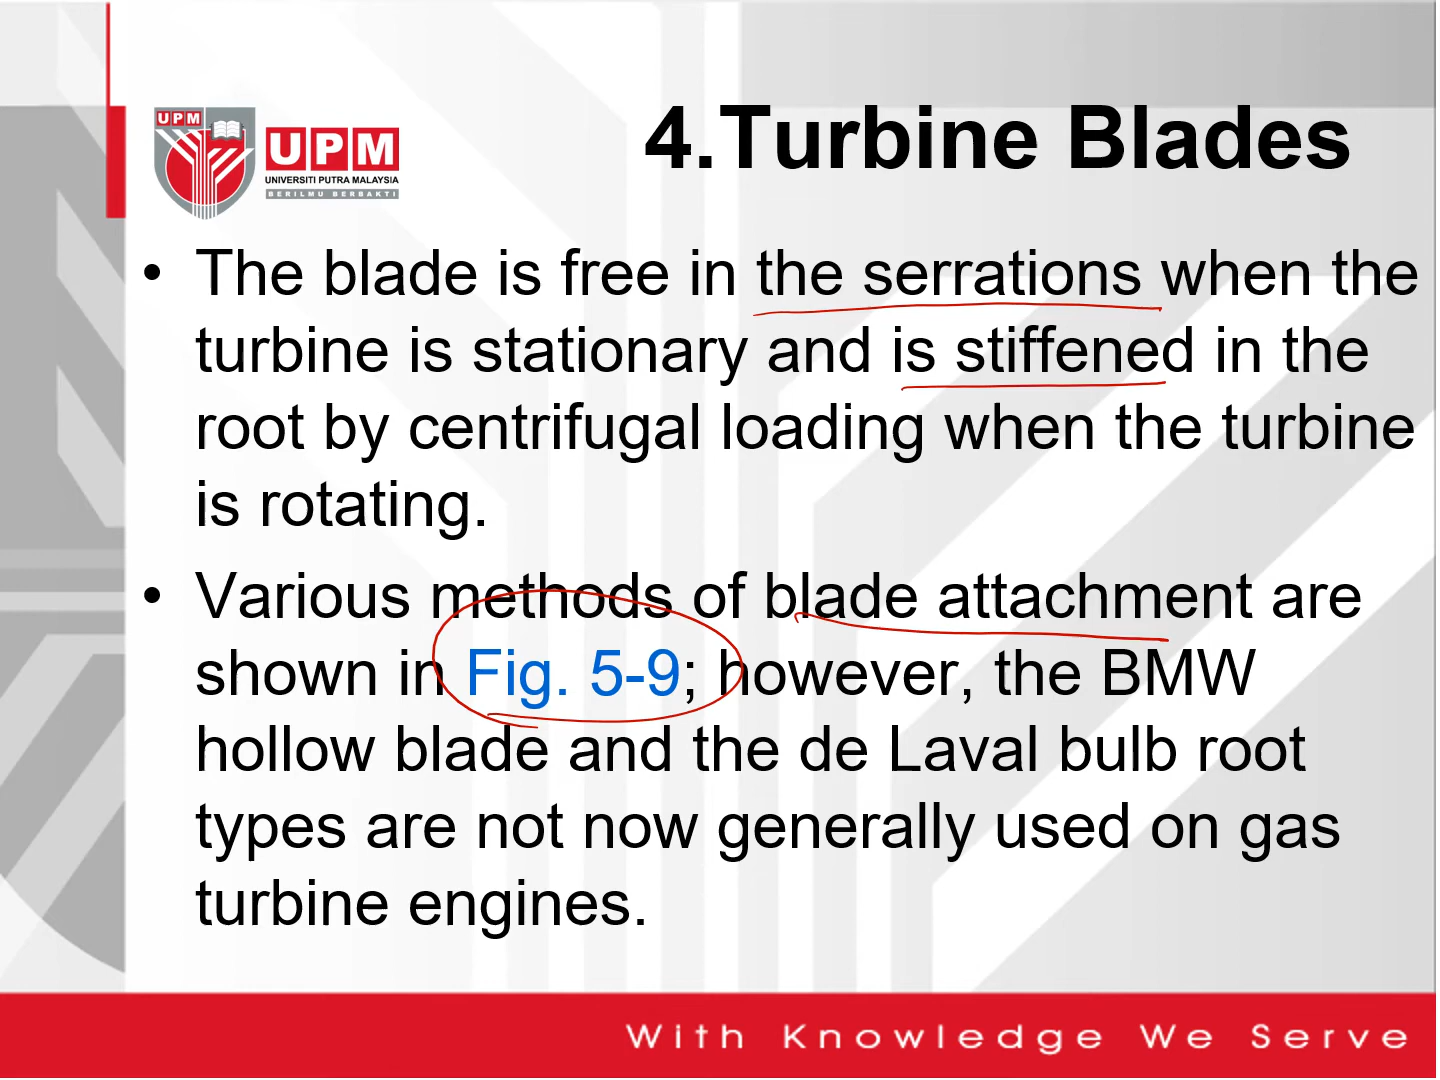 4.Turbine Blades
UPM
UPM
UNIVERSITI PUTRA MALAYSIA
BERILMU BERBAKTI
• The blade is free in the serrations when the
turbine is stationary and is stiffened in the
root by centrifugal loading when the turbine
is rotating.
• Various methods of blade attachment are
shown in Fig. 5-9; however, the BMW
hollow blade and the de Laval bulb root
types are not now generally used on gas
turbine engines.
With Knowledge We Serve